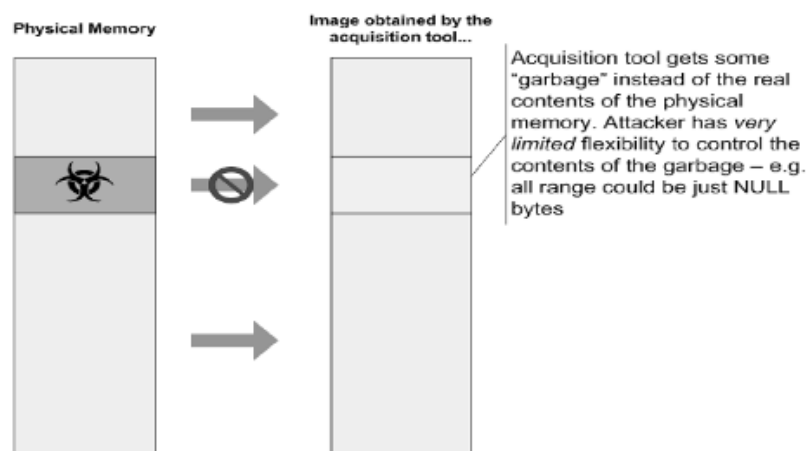 Physical Memory
Image obtained by the
acquisition tool...
Acquisition tool gets some
“garbage” instead of the real
contents of the physical
memory. Attacker has very
limited flexibility to control the
contents of the garbage – e.g.
all range could be just NULL
bytes